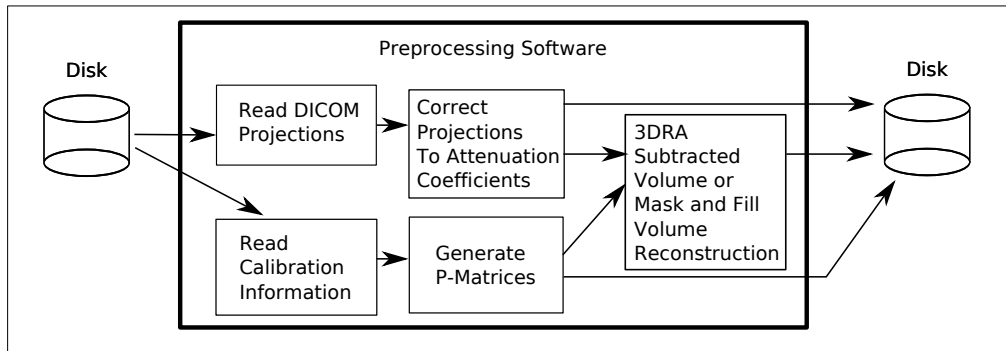 Preprocessing Software
Disk
Disk
Read DICOM
Projections
Correct
Projections
To Attenuation
Coefficients
3DRA
Subtracted
Volume or
Mask and Fill
Volume
Reconstruction
Read
Calibration
Information
Generate
P-Matrices